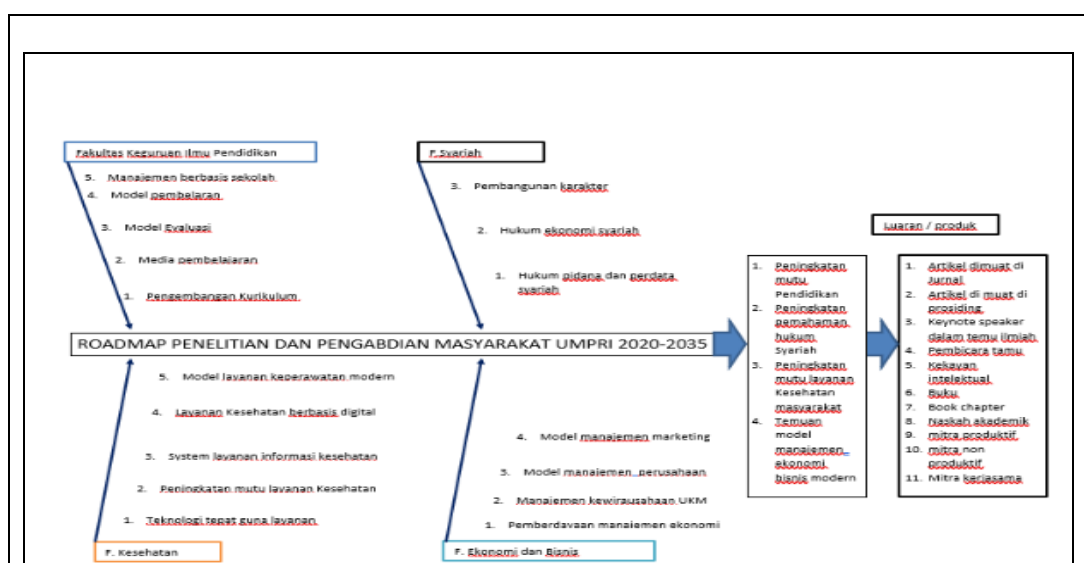 Fakultas Keguruan Ilmu Pendidikan
5. Manajemen berbasis sekolah
4. Model pembelaran
3. Model Evaluasi
2. Media pembelajaran
1. Pengembangan Kurikulum
F.Syariah
3. Pembangunan karakter
2. Hukum ekonomi syariah
1. Hukum pidana dan perdata
syariah
ROADMAP PENELITIAN DAN PENGABDIAN MASYARAKAT UMPRI 2020-2035
5. Model layanan keperawatan modern
4. Layanan Kesehatan berbasis digital
3. System layanan informasi kesehatan
2. Peningkatan mutu layanan Kesehatan
1. Teknologi tepat guna layanan
F. Kesehatan
4. Model manajemen marketing
3. Model manajemen perusahaan
2. Manajemen kewirausahaan UKM
1. Pemberdayaan manajemen ekonomi
F. Ekonomi dan Bisnis
1. Peningkatan
mutu
Pendidikan
2. Peningkatan
pemahaman
hukum
Syariah
3. Peningkatan
mutu layanan
Kesehatan
masyarakat
4. Temuan
model
manajemen
ekonomi
bisnis modern
Luaran / produk
1. Artikel dimuat di
Jurnal
2. Artikel di muat di
prosiding
3. Keynote speaker
dalam temu ilmiah
4. Pembicara tamu
5. Kekayan
intelektual
6. Buku
7. Book chapter
8. Naskah akademik
9. mitra produktif
10. mitra non
produktif
11. Mitra kerjasama